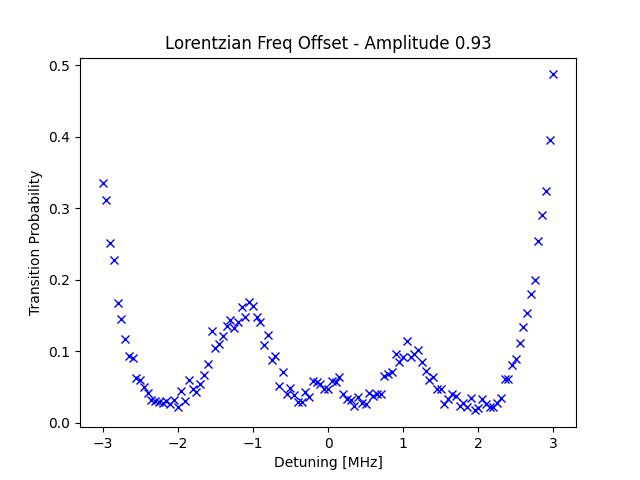 Lorentzian Freq Offset - Amplitude 0.93
Transition Probability
0.5
0.4
0.3
0.2
0.1
0.0
−3 −2 −1 0 1 2 3
Detuning [MHz]